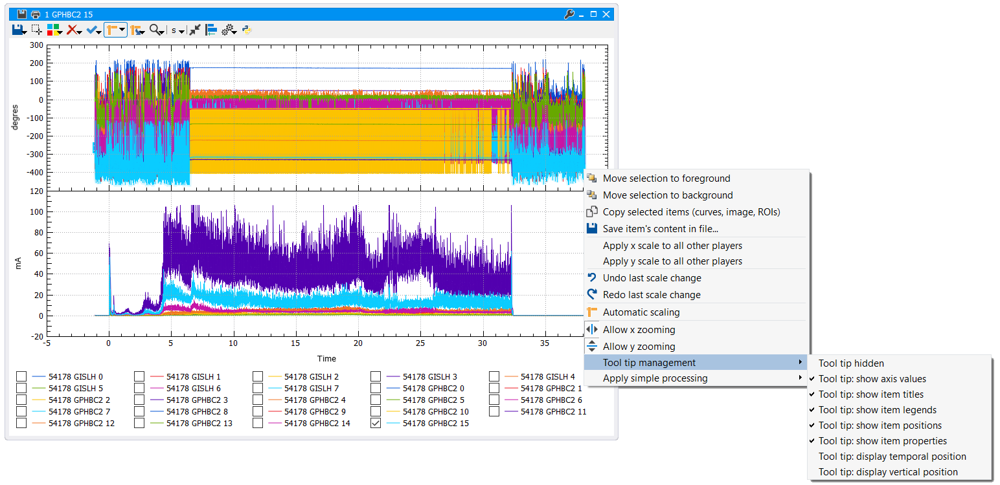 1 GPHBC2 15
s
300
200
100
0
-100
-200
-300
-400
degres
120
100
80
60
40
20
0
-20
mA
-5 0 5 10 15 20 25 30 35
Time
54178 GISLH 0 54178 GISLH 1 54178 GISLH 2 54178 GISLH 3 54178 GISLH 4
54178 GISLH 5 54178 GISLH 6 54178 GISLH 7 54178 GPHBC2 0 54178 GPHBC2 1
54178 GPHBC2 2 54178 GPHBC2 3 54178 GPHBC2 4 54178 GPHBC2 5 54178 GPHBC2 6
54178 GPHBC2 7 54178 GPHBC2 8 54178 GPHBC2 9 54178 GPHBC2 10 54178 GPHBC2 11
54178 GPHBC2 12 54178 GPHBC2 13 54178 GPHBC2 14 54178 GPHBC2 15
Move selection to foreground
Move selection to background
Copy selected items (curves, image, ROIs)
Save item's content in file...
Apply x scale to all other players
Apply y scale to all other players
Undo last scale change
Redo last scale change
Automatic scaling
Allow x zooming
Allow y zooming
Tool tip management
Apply simple processing
Tool tip hidden
Tool tip: show axis values
Tool tip: show item titles
Tool tip: show item legends
Tool tip: show item positions
Tool tip: show item properties
Tool tip: display temporal position
Tool tip: display vertical position